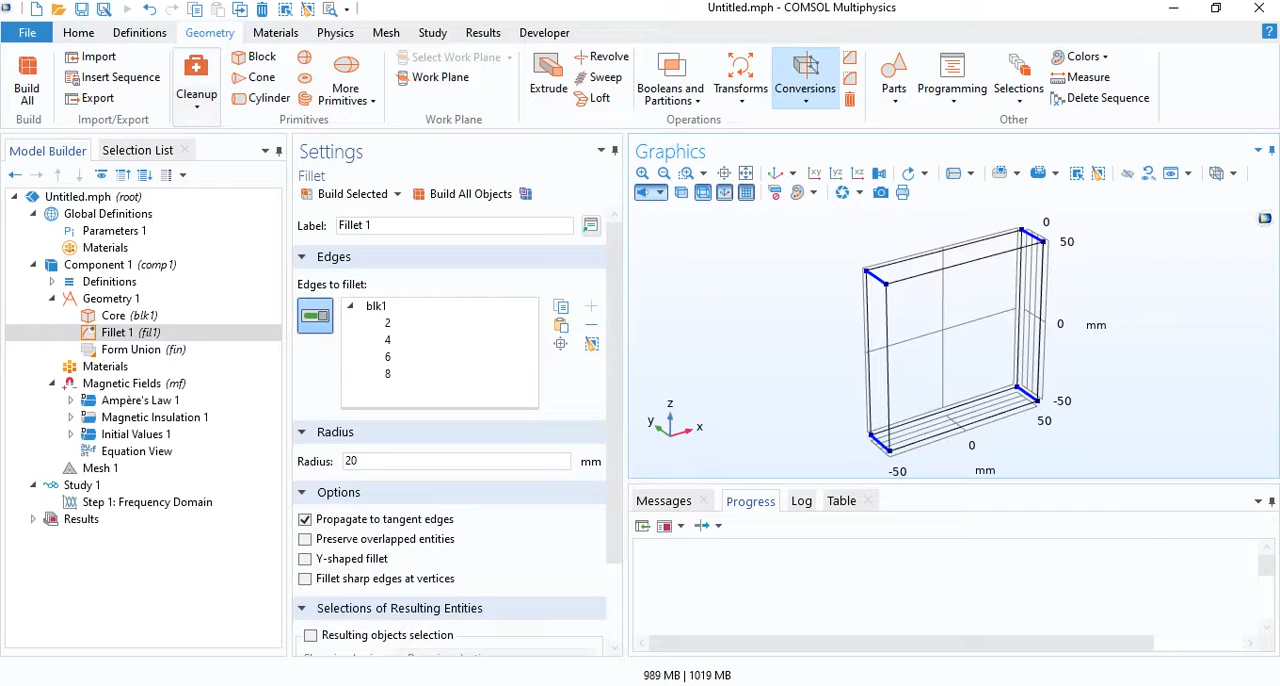 Untitled.mph - COMSOL Multiphysics
File Home Definitions Geometry Materials Physics Mesh Study Results Developer
Build All
Build
Import
Insert Sequence
Export
Import/Export
Cleanup
Block
Cone
Cylinder
More Primitives
Primitives
Select Work Plane
Work Plane
Work Plane
Extrude
Revolve
Sweep
Loft
Booleans and Partitions
Transforms
Conversions
Operations
Parts
Programming
Selections
Colors
Measure
Delete Sequence
Other
Model Builder
Selection List
Untitled.mph (root)
Global Definitions
Parameters 1
Materials
Component 1 (comp1)
Definitions
Geometry 1
Core (blk1)
Fillet 1 (fil1)
Form Union (fin)
Materials
Magnetic Fields (mf)
Ampère's Law 1
Magnetic Insulation 1
Initial Values 1
Equation View
Mesh 1
Study 1
Step 1: Frequency Domain
Results
Settings
Fillet
Build Selected
Build All Objects
Label: Fillet 1
Edges
Edges to fillet:
blk1
2
4
6
8
Radius
Radius: 20 mm
Options
Propagate to tangent edges
Preserve overlapped entities
Y-shaped fillet
Fillet sharp edges at vertices
Selections of Resulting Entities
Resulting objects selection
Graphics
xy yz xz
0
50
0
mm
-50
50
0
mm
-50
z
y
x
Messages Progress Log Table
989 MB | 1019 MB